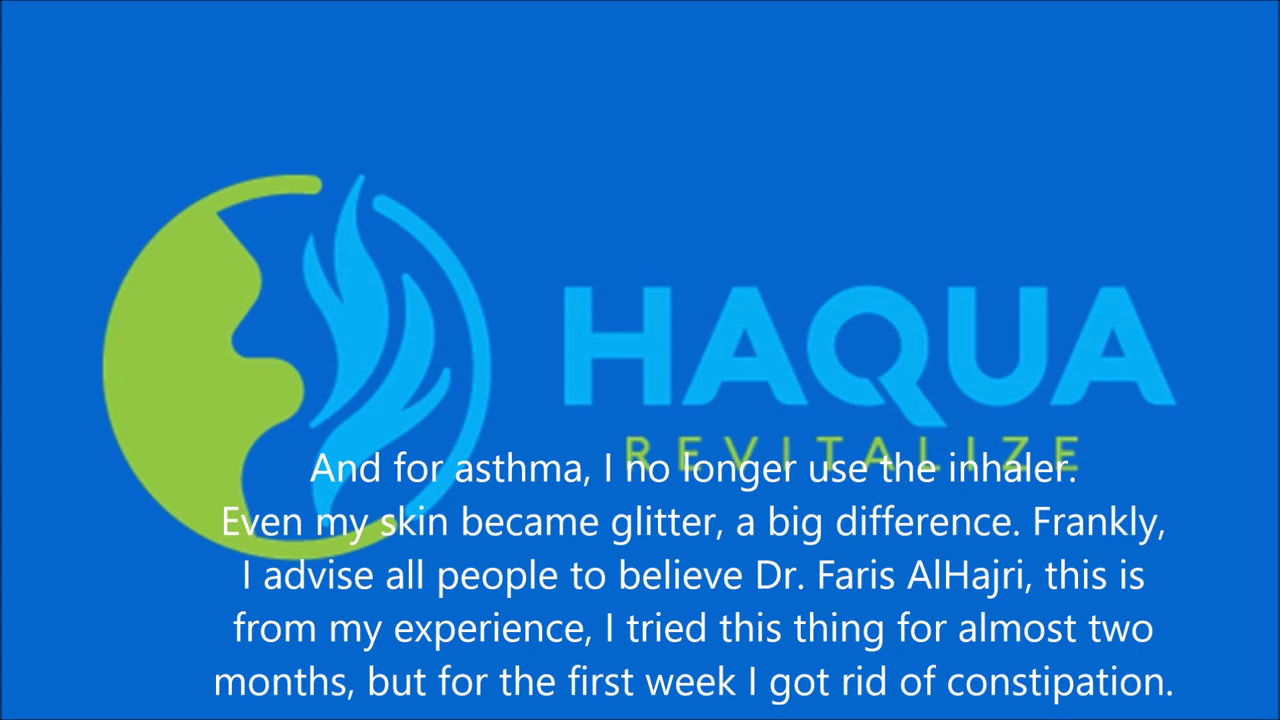 HAQUA
REVITALIZE
And for asthma, I no longer use the inhaler.
Even my skin became glitter, a big difference. Frankly,
I advise all people to believe Dr. Faris AlHajri, this is
from my experience, I tried this thing for almost two
months, but for the first week I got rid of constipation.